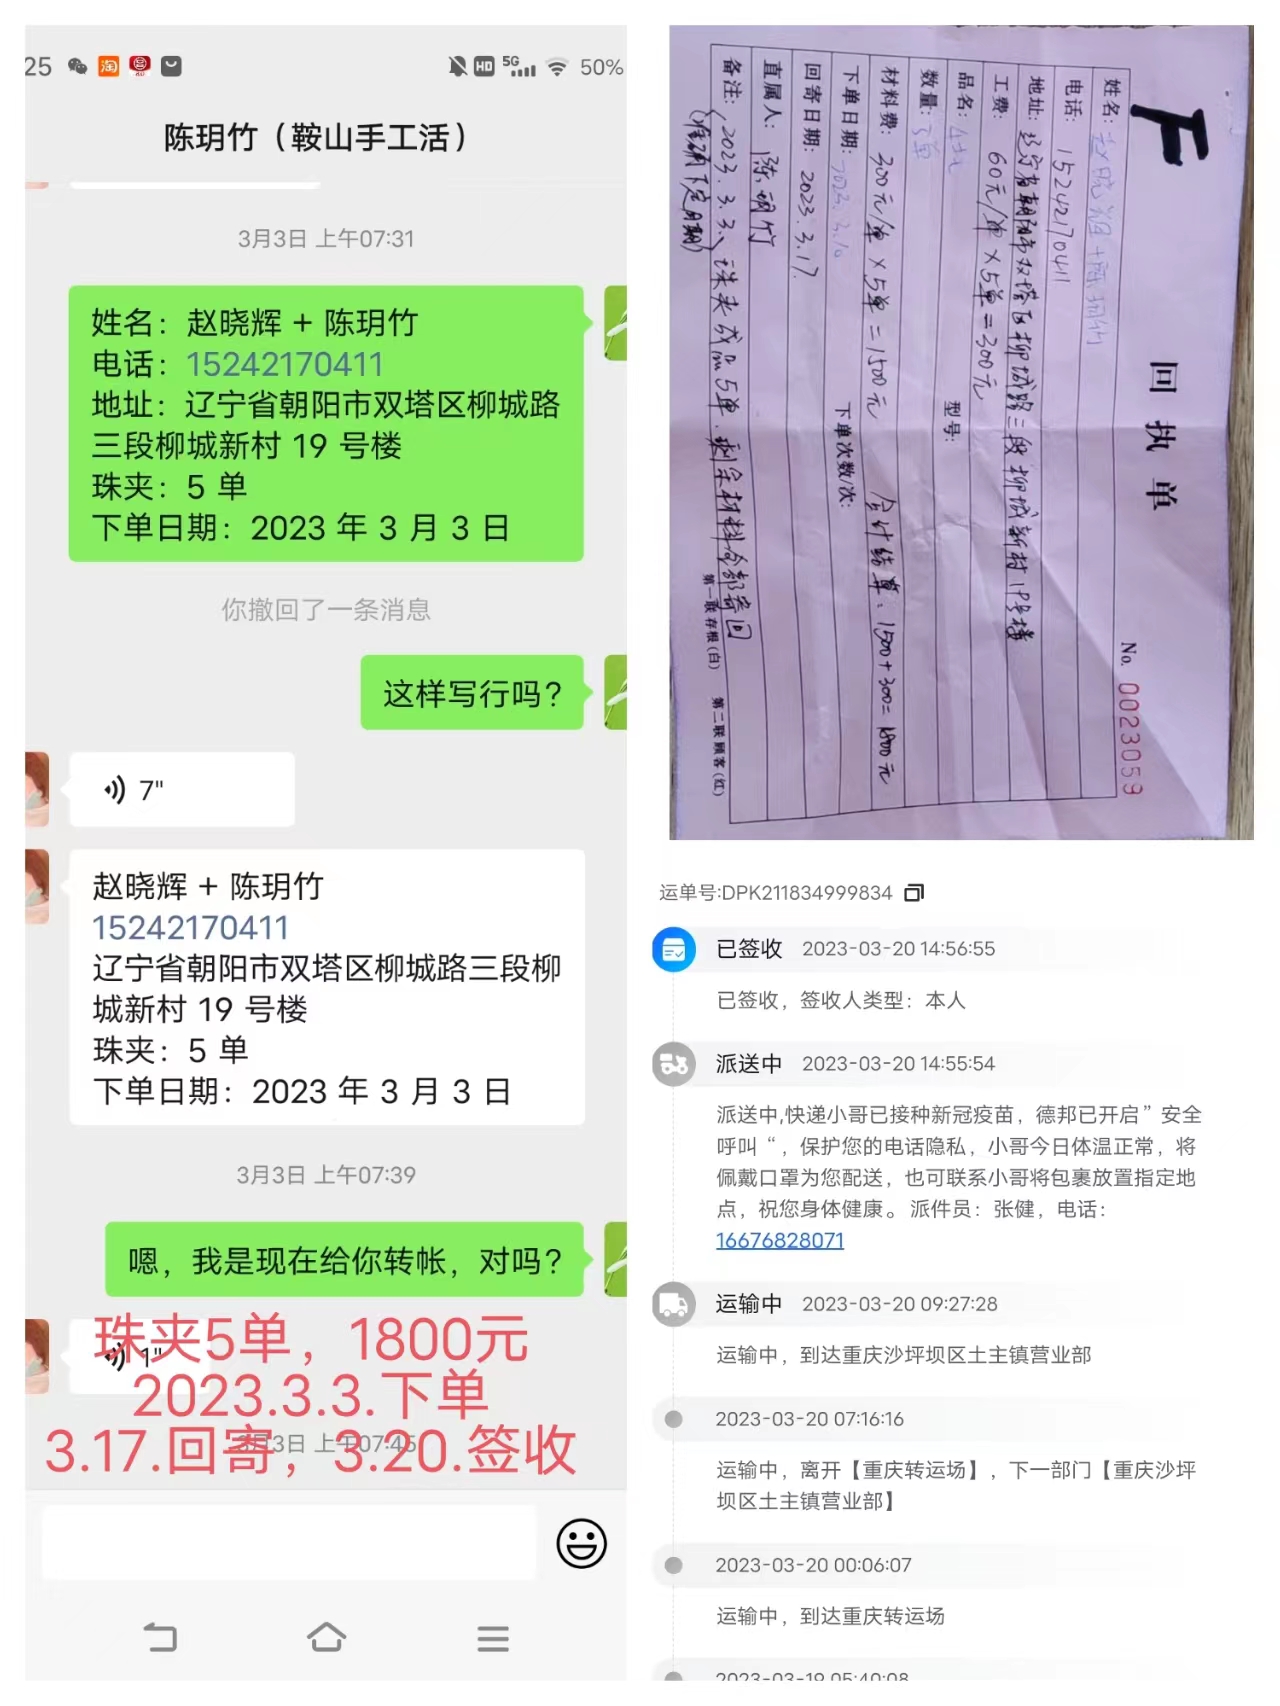 25
HD 5G 50%
陈玥竹（鞍山手工活）
3月3日 上午07:31
姓名：赵晓辉 + 陈玥竹
电话：15242170411
地址：辽宁省朝阳市双塔区柳城路
三段柳城新村 19 号楼
珠夹：5 单
下单日期：2023 年 3 月 3 日
你撤回了一条消息
这样写行吗？
7"
赵晓辉 + 陈玥竹
15242170411
辽宁省朝阳市双塔区柳城路三段柳
城新村 19 号楼
珠夹：5 单
下单日期：2023 年 3 月 3 日
3月3日 上午07:39
嗯，我是现在给你转帐，对吗？
1"
珠夹5单，1800元
2023.3.3.下单
3月3日 上午07:45
3.17.回寄，3.20.签收
F
回执单
No. 0023059
姓名：赵晓辉+陈玥竹
电话：15242170411
地址：辽宁省朝阳市双塔区柳城路三段柳城新村19号楼
工费：60元/单×5单=300元
品名： 型号：
数量：
材料费：300元/单×5单=1500元 合计结算：1500+300=1800元
下单日期： 下单次数/次：
回寄日期：2023.3.17
直属人：陈玥竹
备注：2023.3.3、珠夹成品5单.剩余材料全部寄回
第一联存根(白) 第二联顾客(红)
运单号:DPK211834999834
已签收 2023-03-20 14:56:55
已签收，签收人类型：本人
派送中 2023-03-20 14:55:54
派送中,快递小哥已接种新冠疫苗，德邦已开启”安全
呼叫“，保护您的电话隐私，小哥今日体温正常，将
佩戴口罩为您配送，也可联系小哥将包裹放置指定地
点，祝您身体健康。派件员：张健，电话：
16676828071
运输中 2023-03-20 09:27:28
运输中，到达重庆沙坪坝区土主镇营业部
2023-03-20 07:16:16
运输中，离开【重庆转运场】，下一部门【重庆沙坪
坝区土主镇营业部】
2023-03-20 00:06:07
运输中，到达重庆转运场
2023-03-19 05:40:08